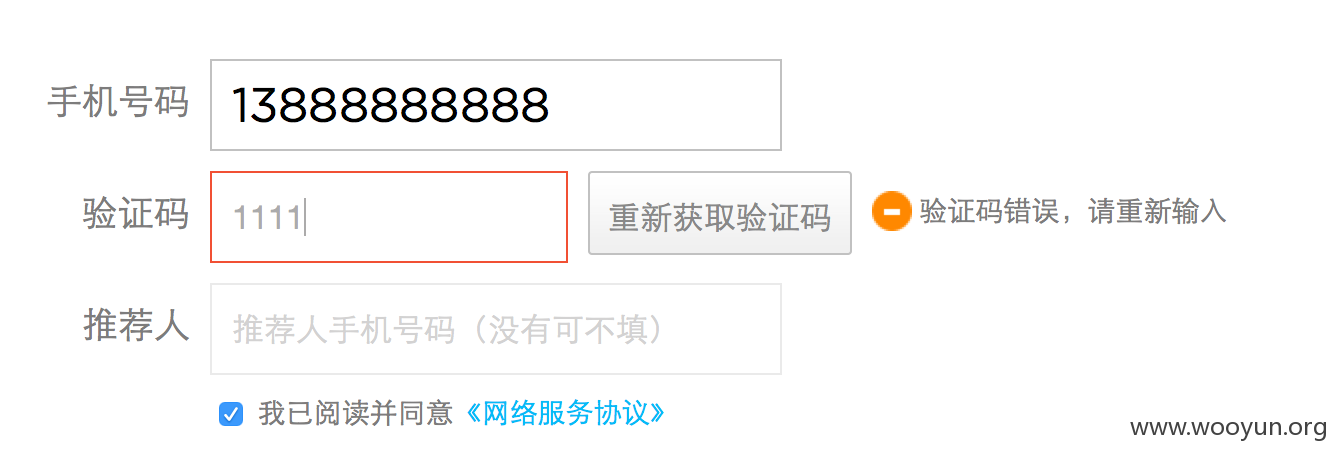 手机号码 13888888888
验证码 1111 重新获取验证码 验证码错误，请重新输入
推荐人 推荐人手机号码（没有可不填）
我已阅读并同意《网络服务协议》
www.wooyun.org